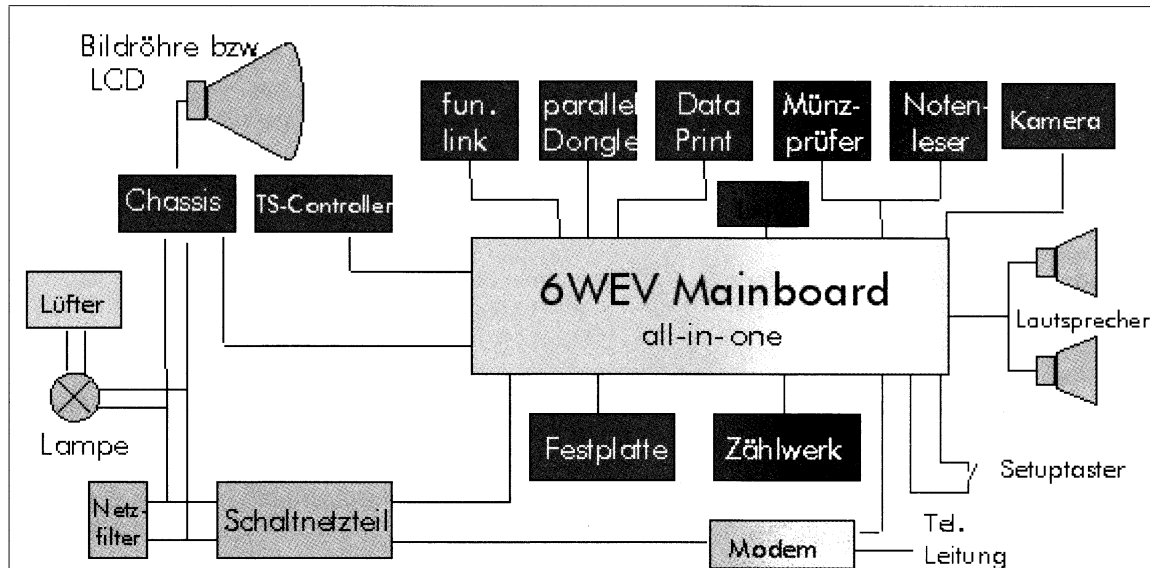 Bildröhre bzw
LCD
fun.
link
parallel
Dongle
Data
Print
Münz-
prüfer
Noten-
leser
Kamera
Chassis
TS-Controller
6WEV Mainboard
all-in-one
Lüfter
Lautsprecher
Lampe
Festplatte
Zählwerk
Setuptaster
Netz-
filter
Schaltnetzteil
Modem
Tel.
Leitung